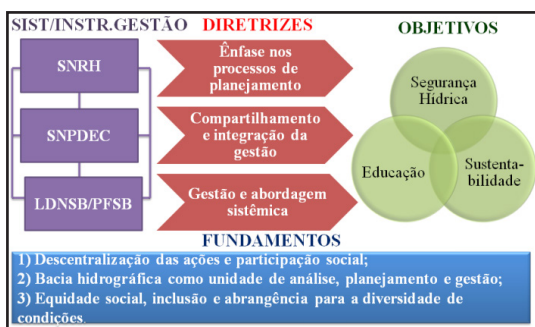 SIST/INSTR.GESTÃO
DIRETRIZES
OBJETIVOS
SNRH
SNPDEC
LDNSB/PFSB
Ênfase nos
processos de
planejamento
Compartilhamento
e integração da
gestão
Gestão e abordagem
sistêmica
Segurança
Hídrica
Educação
Sustenta-
bilidade
FUNDAMENTOS
1) Descentralização das ações e participação social;
2) Bacia hidrográfica como unidade de análise, planejamento e gestão;
3) Equidade social, inclusão e abrangência para a diversidade de
condições.